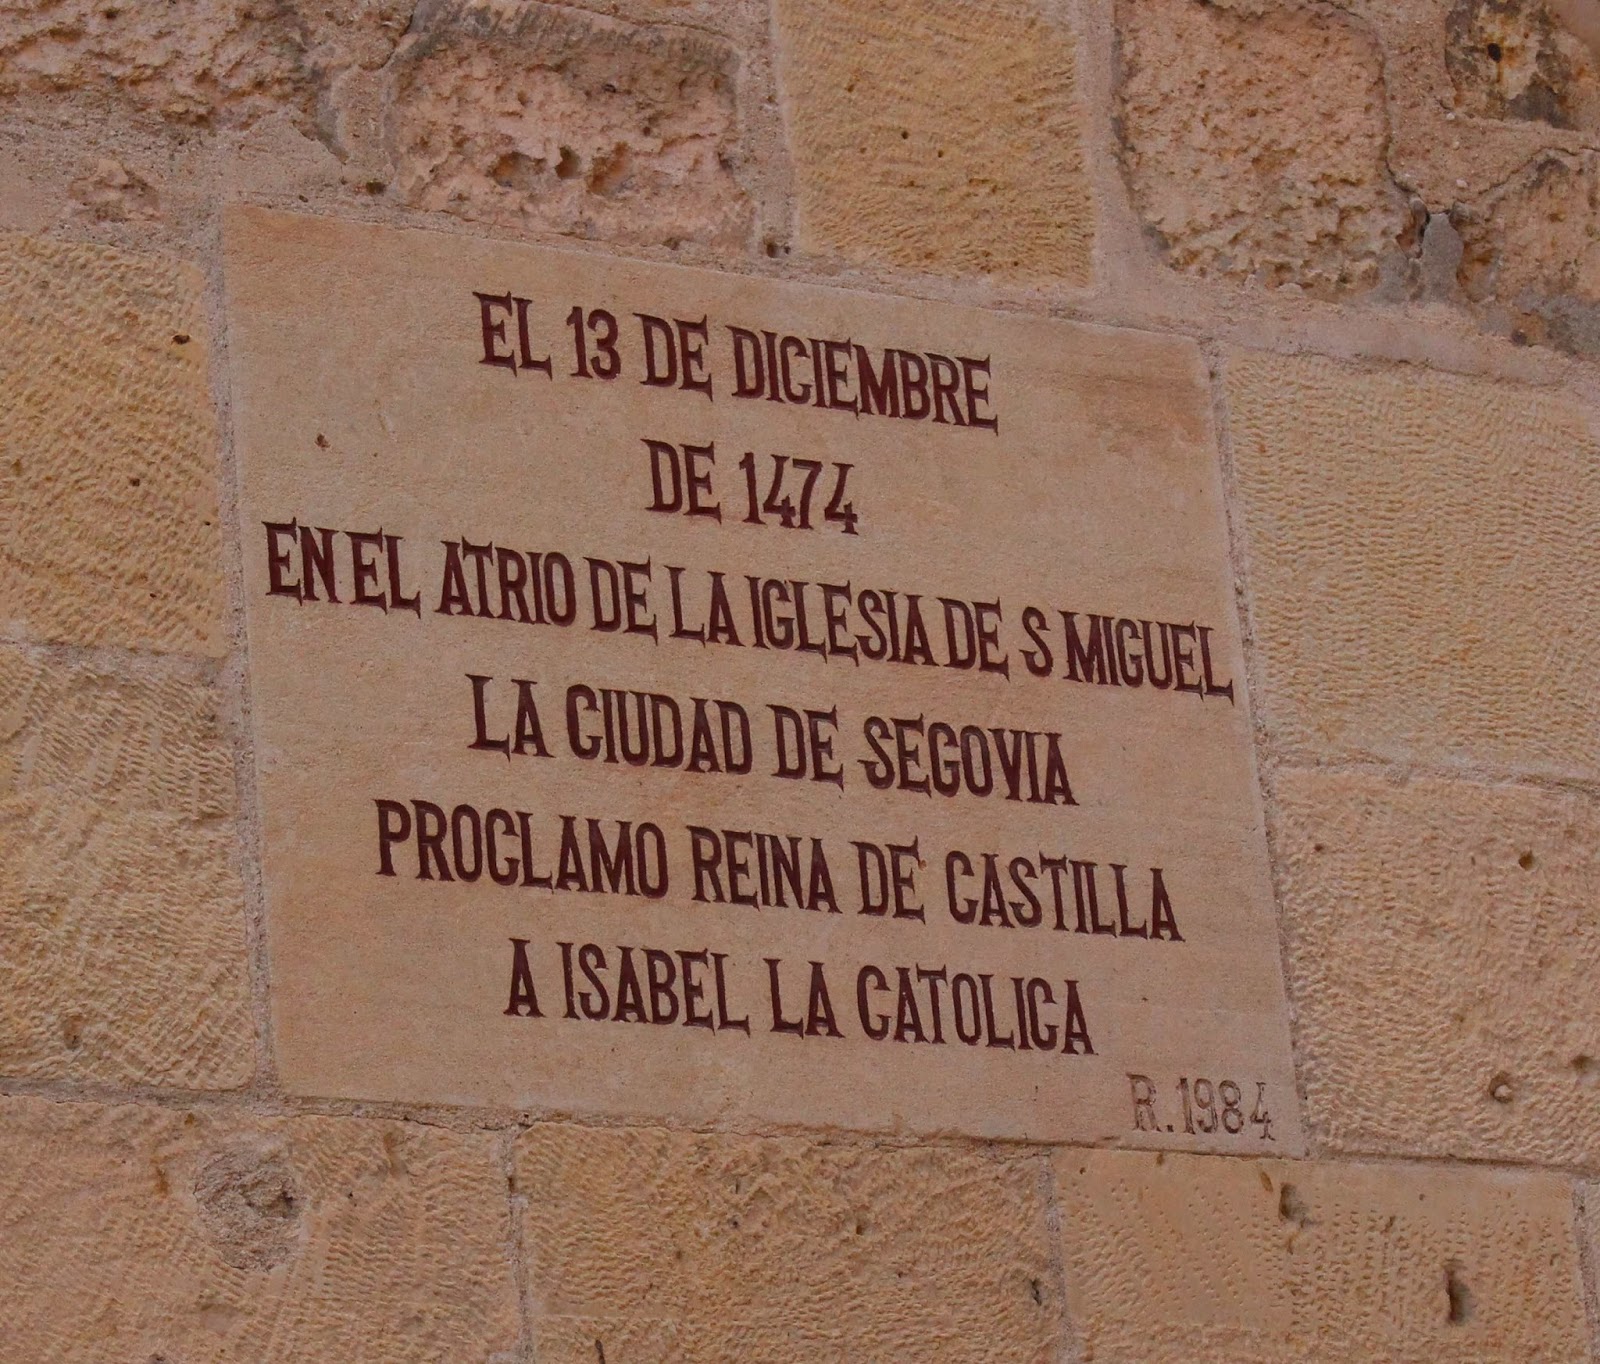 EL 13 DE DICIEMBRE
DE 1474
EN EL ATRIO DE LA IGLESIA DE S MIGUEL
LA CIUDAD DE SEGOVIA
PROCLAMO REINA DE CASTILLA
A ISABEL LA CATOLICA
R. 1984